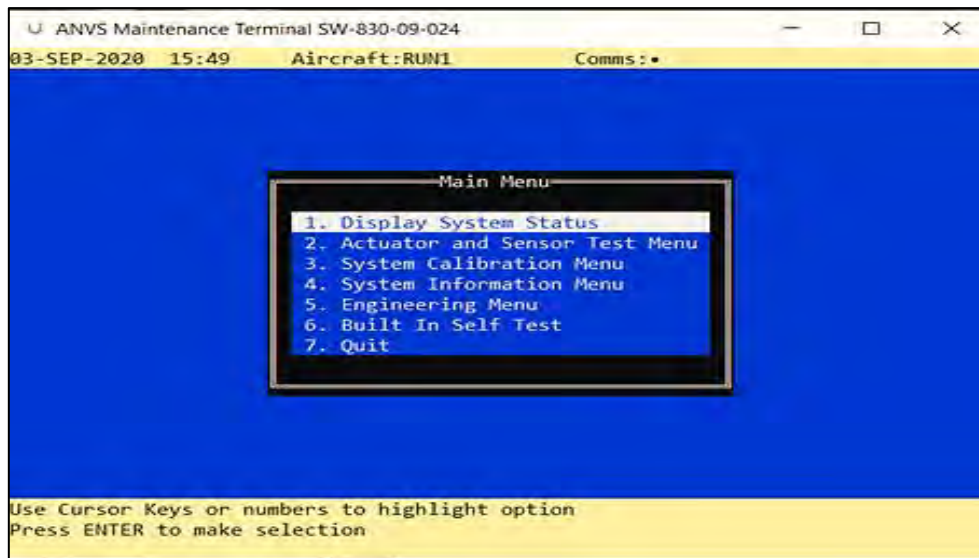 ANVS Maintenance Terminal SW-830-09-024
03-SEP-2020 15:49 Aircraft:RUN1 Comms:•
Main Menu
1. Display System Status
2. Actuator and Sensor Test Menu
3. System Calibration Menu
4. System Information Menu
5. Engineering Menu
6. Built In Self Test
7. Quit
Use Cursor Keys or numbers to highlight option
Press ENTER to make selection